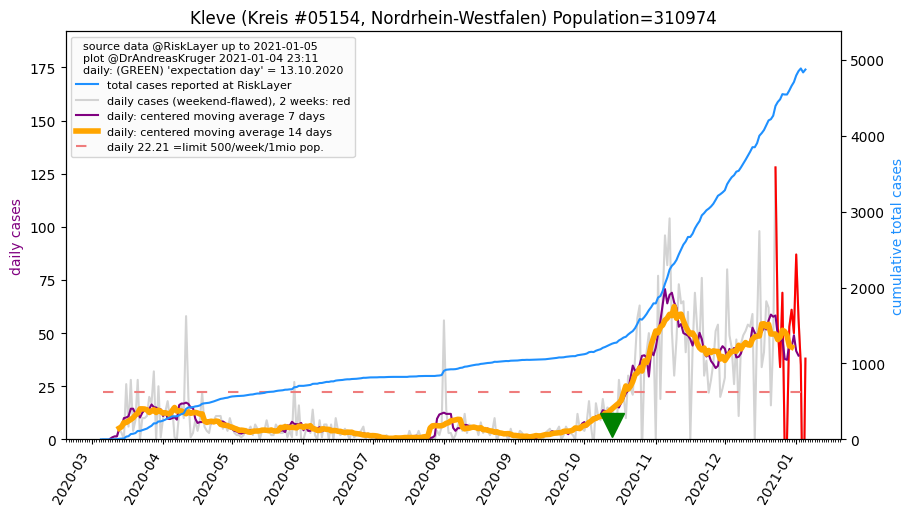 Kleve (Kreis #05154, Nordrhein-Westfalen) Population=310974
source data @RiskLayer up to 2021-01-05
plot @DrAndreasKruger 2021-01-04 23:11
daily: (GREEN) 'expectation day' = 13.10.2020
total cases reported at RiskLayer
daily cases (weekend-flawed), 2 weeks: red
daily: centered moving average 7 days
daily: centered moving average 14 days
daily 22.21 =limit 500/week/1mio pop.
daily cases
175
150
125
100
75
50
25
0
cumulative total cases
5000
4000
3000
2000
1000
0
2020-03
2020-04
2020-05
2020-06
2020-07
2020-08
2020-09
2020-10
2020-11
2020-12
2021-01